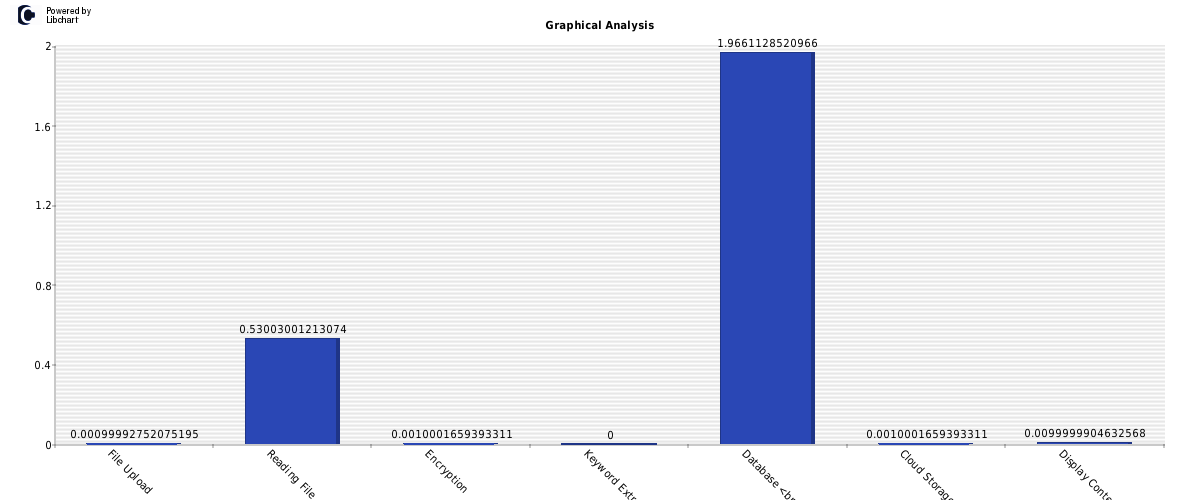 Powered by
Libchart
Graphical Analysis
2
1.6
1.2
0.8
0.4
0
0.00099992752075195
0.53003001213074
0.0010001659393311
0
1.9661128520966
0.0010001659393311
0.0099999904632568
File Upload
Reading File
Encryption
Keyword Extr
Database <br
Cloud Storag
Display Conte